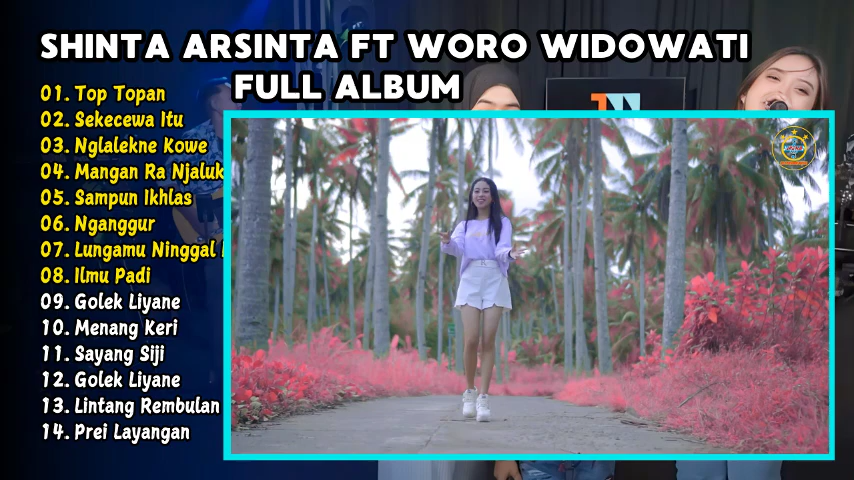 SHINTA ARSINTA FT WORO WIDOWATI
FULL ALBUM
01. Top Topan
02. Sekecewa Itu
03. Nglalekne Kowe
04. Mangan Ra Njaluk
05. Sampun Ikhlas
06. Nganggur
07. Lungamu Ninggal
08. Ilmu Padi
09. Golek Liyane
10. Menang Keri
11. Sayang Siji
12. Golek Liyane
13. Lintang Rembulan
14. Prei Layangan